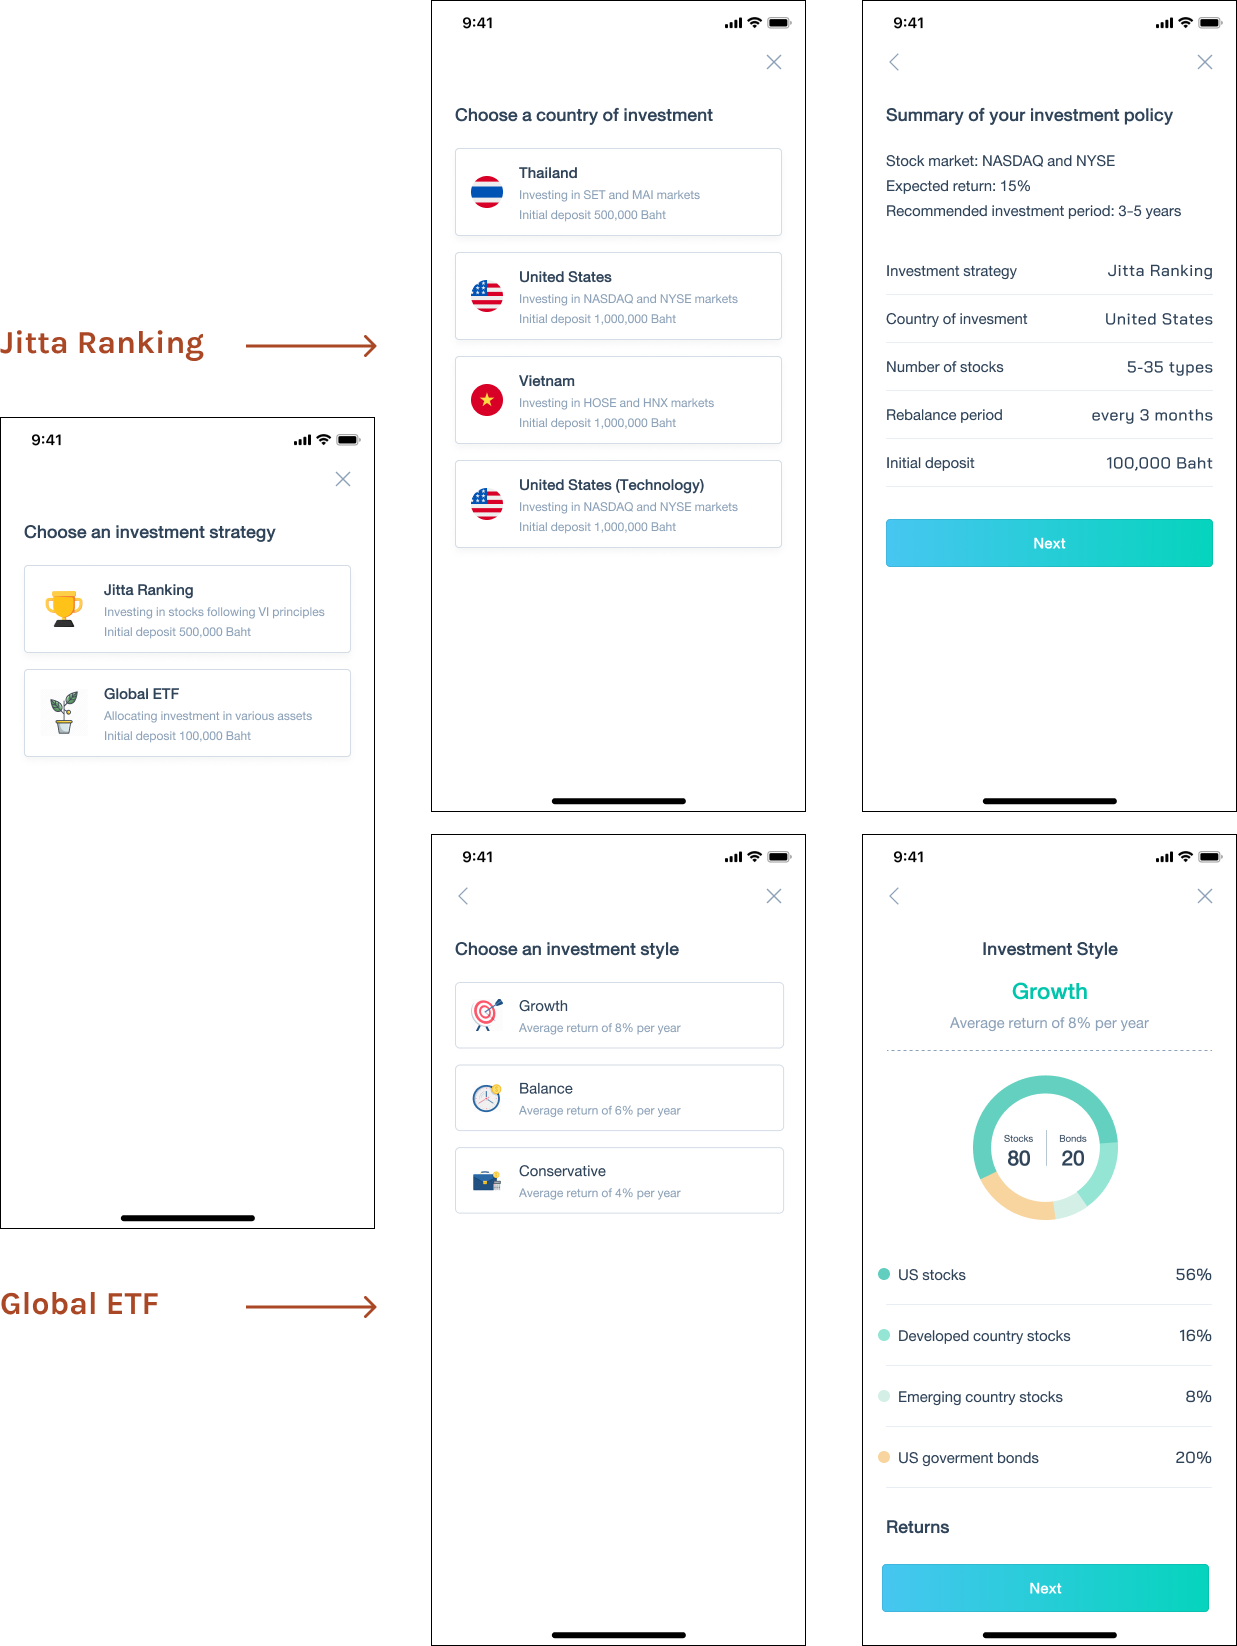 Jitta Ranking
9:41
Choose an investment strategy
Jitta Ranking
Investing in stocks following VI principles
Initial deposit 500,000 Baht
Global ETF
Allocating investment in various assets
Initial deposit 100,000 Baht
Global ETF
9:41
Choose a country of investment
Thailand
Investing in SET and MAI markets
Initial deposit 500,000 Baht
United States
Investing in NASDAQ and NYSE markets
Initial deposit 1,000,000 Baht
Vietnam
Investing in HOSE and HNX markets
Initial deposit 1,000,000 Baht
United States (Technology)
Investing in NASDAQ and NYSE markets
Initial deposit 1,000,000 Baht
9:41
Summary of your investment policy
Stock market: NASDAQ and NYSE
Expected return: 15%
Recommended investment period: 3-5 years
Investment strategy Jitta Ranking
Country of invesment United States
Number of stocks 5-35 types
Rebalance period every 3 months
Initial deposit 100,000 Baht
Next
9:41
Choose an investment style
Growth
Average return of 8% per year
Balance
Average return of 6% per year
Conservative
Average return of 4% per year
9:41
Investment Style
Growth
Average return of 8% per year
Stocks Bonds
80 20
US stocks 56%
Developed country stocks 16%
Emerging country stocks 8%
US goverment bonds 20%
Returns
Next